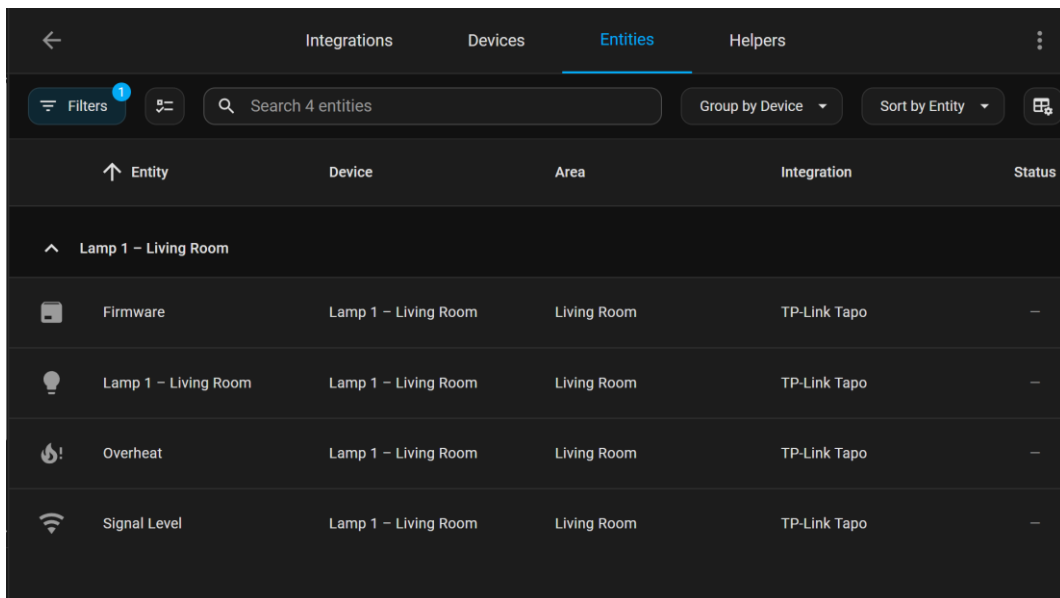 Integrations Devices Entities Helpers
Filters 1 Search 4 entities Group by Device Sort by Entity
Entity Device Area Integration Status
Lamp 1 – Living Room
Firmware Lamp 1 – Living Room Living Room TP-Link Tapo –
Lamp 1 – Living Room Lamp 1 – Living Room Living Room TP-Link Tapo –
Overheat Lamp 1 – Living Room Living Room TP-Link Tapo –
Signal Level Lamp 1 – Living Room Living Room TP-Link Tapo –